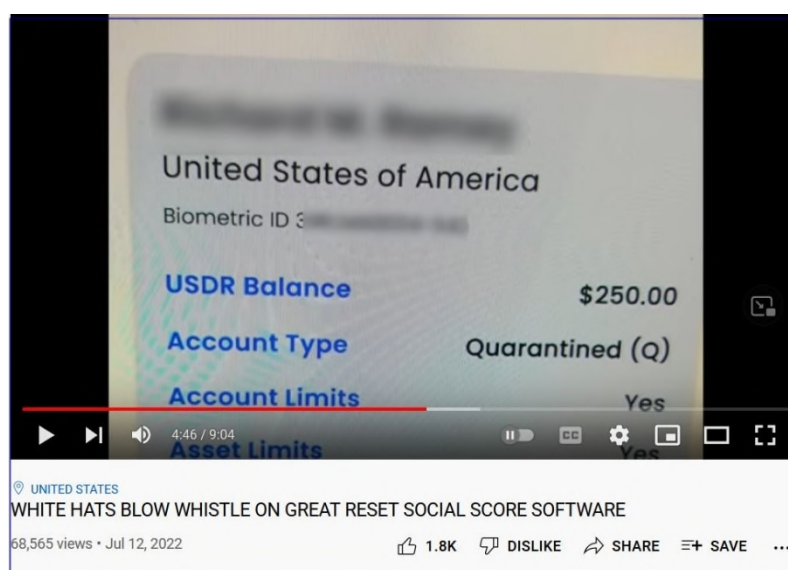 United States of America
Biometric ID
USDR Balance $250.00
Account Type Quarantined (Q)
Account Limits Yes
Asset Limits Yes
4:46 / 9:04
CC
UNITED STATES
WHITE HATS BLOW WHISTLE ON GREAT RESET SOCIAL SCORE SOFTWARE
68,565 views • Jul 12, 2022 1.8K DISLIKE SHARE SAVE ...